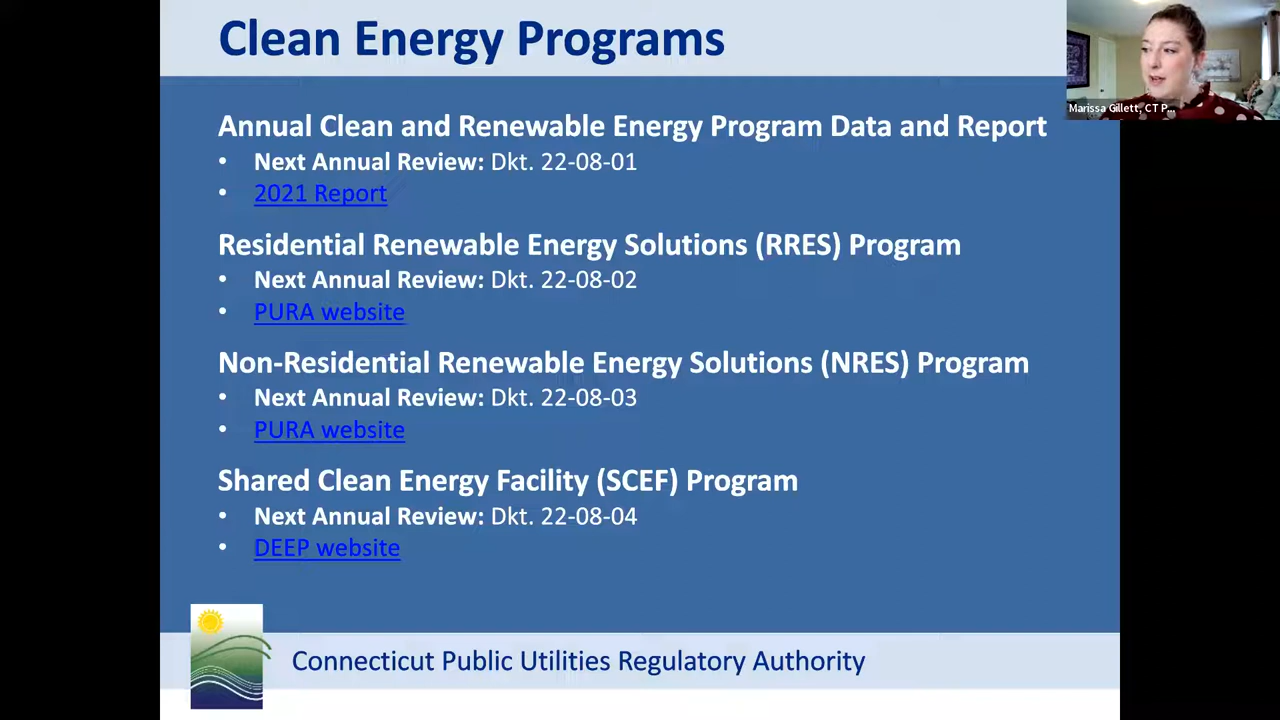 Clean Energy Programs
Marissa Gillett, CT P...
Annual Clean and Renewable Energy Program Data and Report
• Next Annual Review: Dkt. 22-08-01
• 2021 Report
Residential Renewable Energy Solutions (RRES) Program
• Next Annual Review: Dkt. 22-08-02
• PURA website
Non-Residential Renewable Energy Solutions (NRES) Program
• Next Annual Review: Dkt. 22-08-03
• PURA website
Shared Clean Energy Facility (SCEF) Program
• Next Annual Review: Dkt. 22-08-04
• DEEP website
Connecticut Public Utilities Regulatory Authority